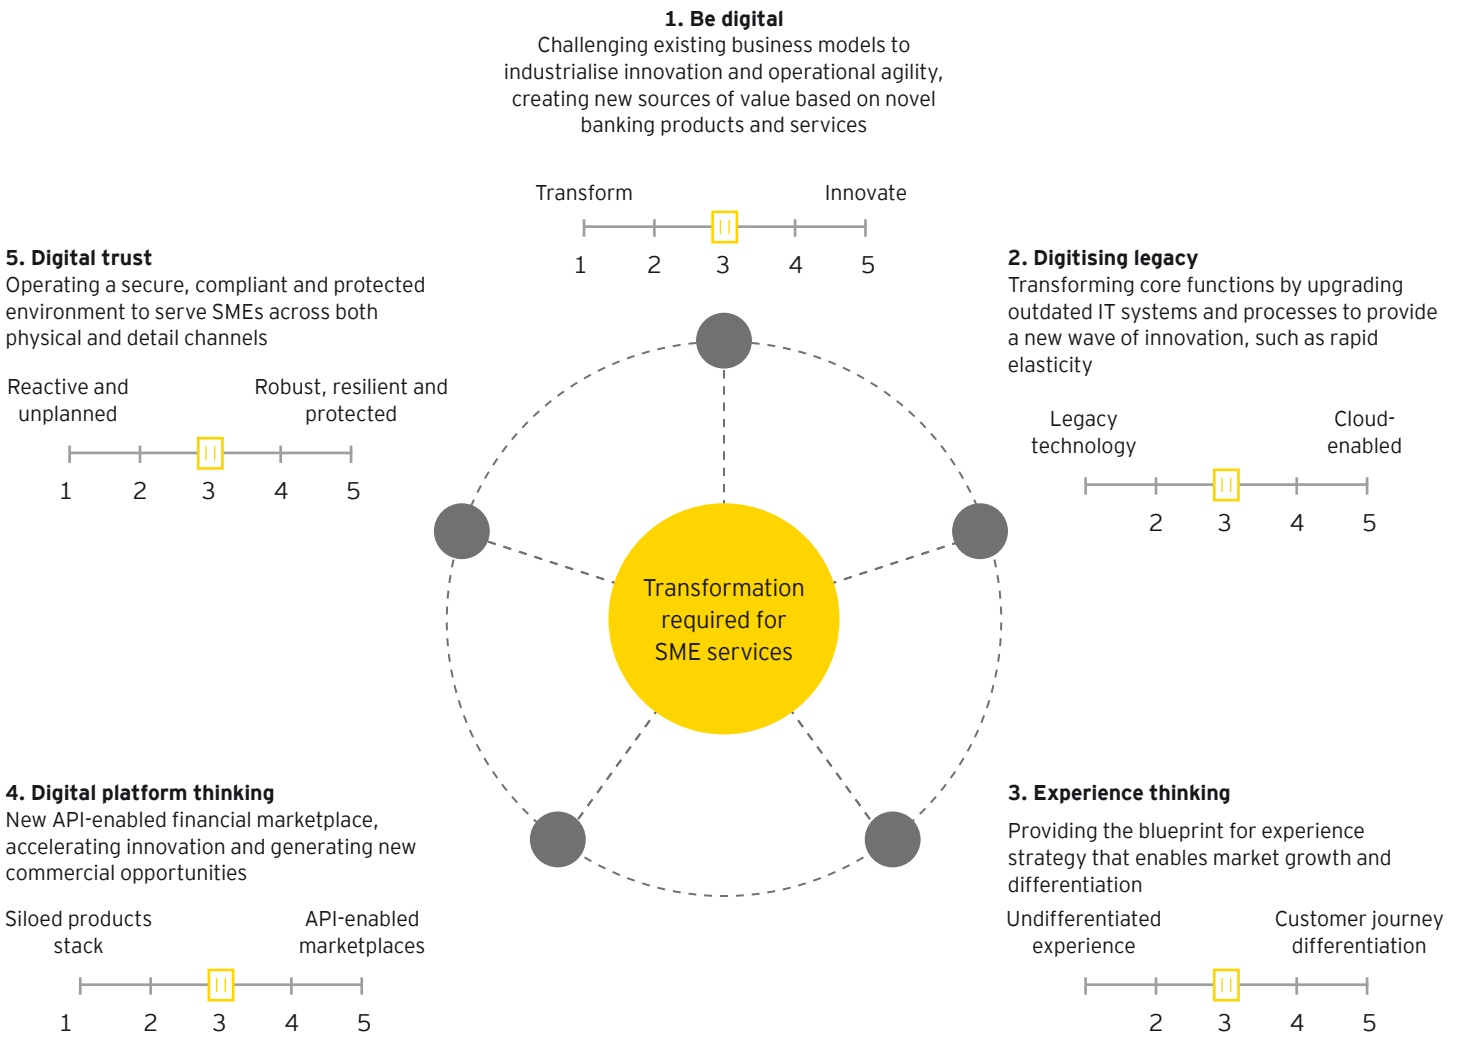 1. Be digital
Challenging existing business models to
industrialise innovation and operational agility,
creating new sources of value based on novel
banking products and services
Transform Innovate
1 2 3 4 5
2. Digitising legacy
Transforming core functions by upgrading
outdated IT systems and processes to provide
a new wave of innovation, such as rapid
elasticity
Legacy
technology
Cloud-
enabled
2 3 4 5
3. Experience thinking
Providing the blueprint for experience
strategy that enables market growth and
differentiation
Undifferentiated
experience
Customer journey
differentiation
2 3 4 5
4. Digital platform thinking
New API-enabled financial marketplace,
accelerating innovation and generating new
commercial opportunities
Siloed products
stack
API-enabled
marketplaces
1 2 3 4 5
5. Digital trust
Operating a secure, compliant and protected
environment to serve SMEs across both
physical and detail channels
Reactive and
unplanned
Robust, resilient and
protected
1 2 3 4 5
Transformation
required for
SME services